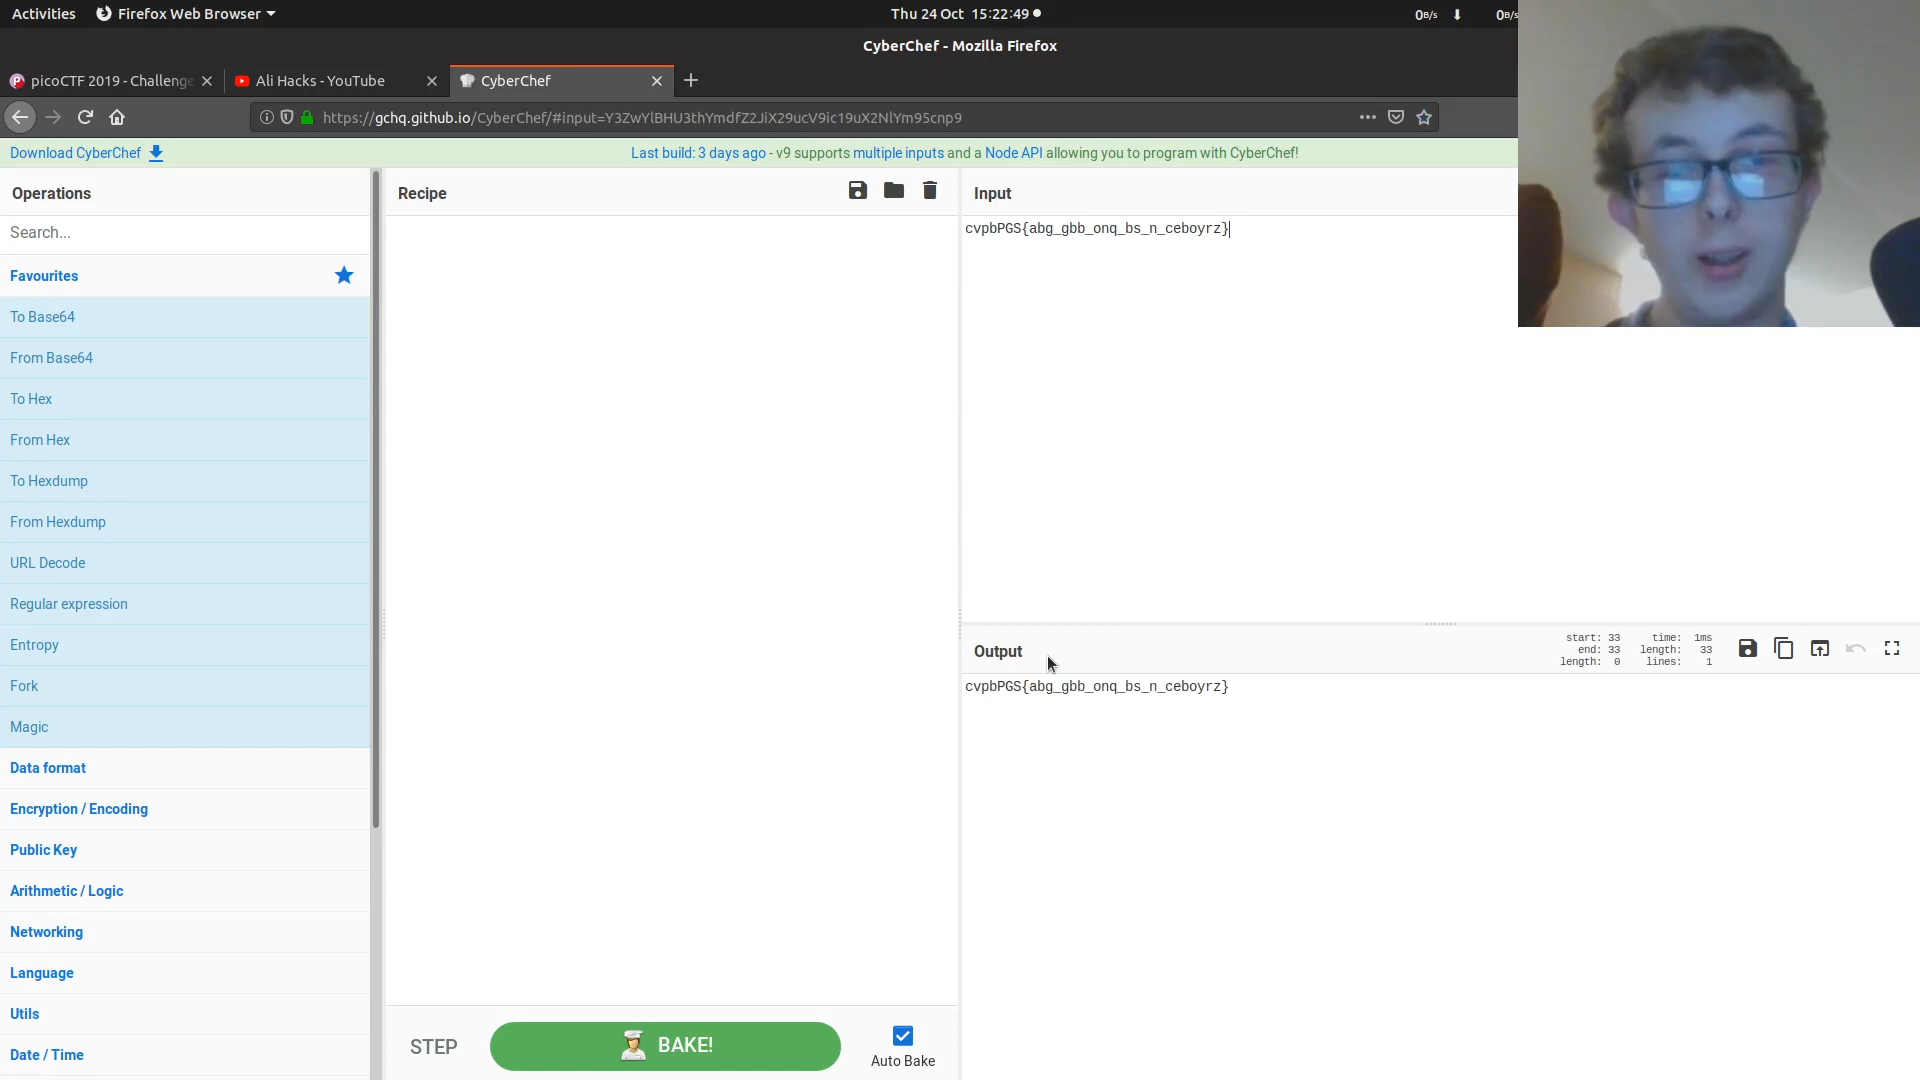 Activities
Firefox Web Browser
Thu 24 Oct 15:22:49
0B/s
0B/s
CyberChef - Mozilla Firefox
picoCTF 2019 - Challenge
Ali Hacks - YouTube
CyberChef
https://gchq.github.io/CyberChef/#input=Y3ZwYlBHU3thYmdfZ2JiX29ucV9ic19uX2NlYm95cnp9
Download CyberChef
Last build: 3 days ago - v9 supports multiple inputs and a Node API allowing you to program with CyberChef!
Operations
Recipe
Input
Search...
cvpbPGS{abg_gbb_onq_bs_n_ceboyrz}
Favourites
To Base64
From Base64
To Hex
From Hex
To Hexdump
From Hexdump
URL Decode
Regular expression
Entropy
Fork
Magic
Data format
Encryption / Encoding
Public Key
Arithmetic / Logic
Networking
Language
Utils
Date / Time
Output
start: 33
end: 33
length: 0
time: 1ms
length: 33
lines: 1
cvpbPGS{abg_gbb_onq_bs_n_ceboyrz}
STEP
BAKE!
Auto Bake